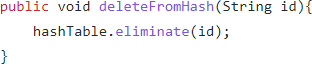 public void deleteFromHash(String id){
    hashTable.eliminate(id);
}